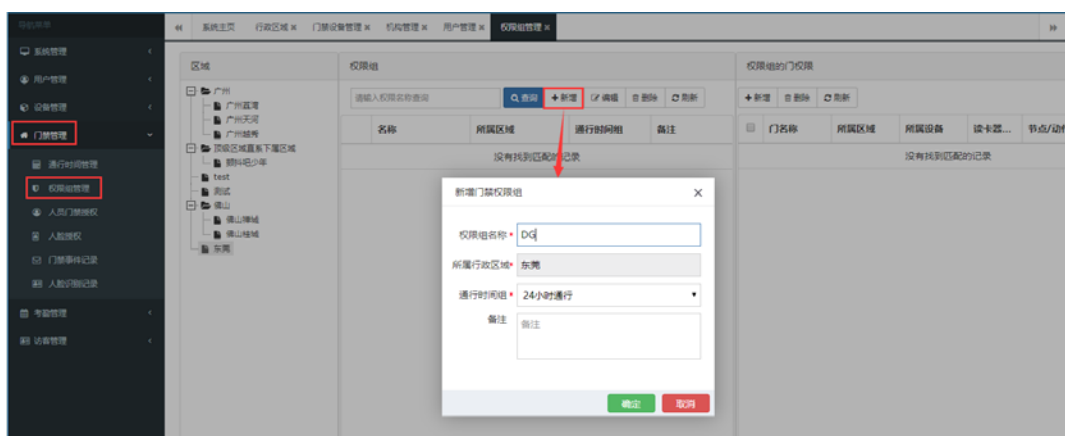 导航菜单
系统管理
用户管理
设备管理
门禁管理
通行时间管理
权限组管理
人员门禁授权
人脸授权
门禁事件记录
人脸识别记录
考勤管理
访客管理
系统主页 行政区域 门禁设备管理 机构管理 用户管理 权限组管理
区域
广州
广州荔湾
广州天河
广州越秀
顶级区域直系下属区域
test
测试
佛山
佛山禅城
佛山桂城
东莞
权限组
请输入权限名称查询 查询 新增 编辑 删除 刷新
名称 所属区域 通行时间组 备注
没有找到匹配的记录
权限组的门权限
新增 删除 刷新
门名称 所属区域 所属设备 读卡器... 节点/动作
没有找到匹配的记录
新增门禁权限组
权限组名称* DG
所属行政区域* 东莞
通行时间组* 24小时通行
备注 备注
确定 取消